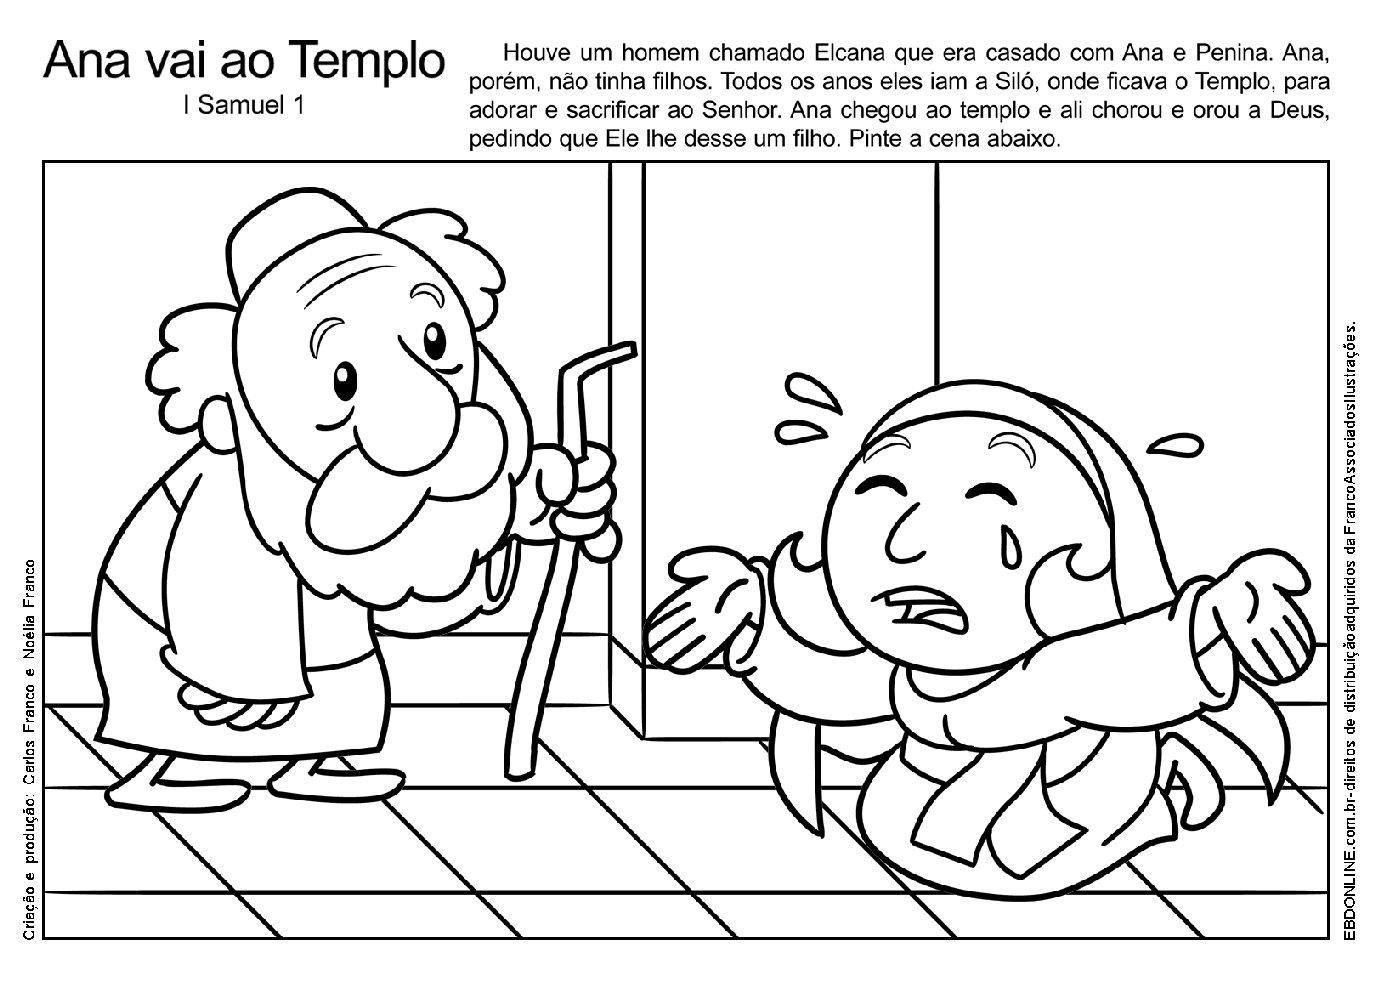 Ana vai ao Templo
I Samuel 1
Houve um homem chamado Elcana que era casado com Ana e Penina. Ana,
porém, não tinha filhos. Todos os anos eles iam a Siló, onde ficava o Templo, para
adorar e sacrificar ao Senhor. Ana chegou ao templo e ali chorou e orou a Deus,
pedindo que Ele lhe desse um filho. Pinte a cena abaixo.
Criação e produção: Carlos Franco e Noélia Franco
EBDONLINE.com.br-direitos de distribuição adquiridos da FrancoAssociadosIlustrações.